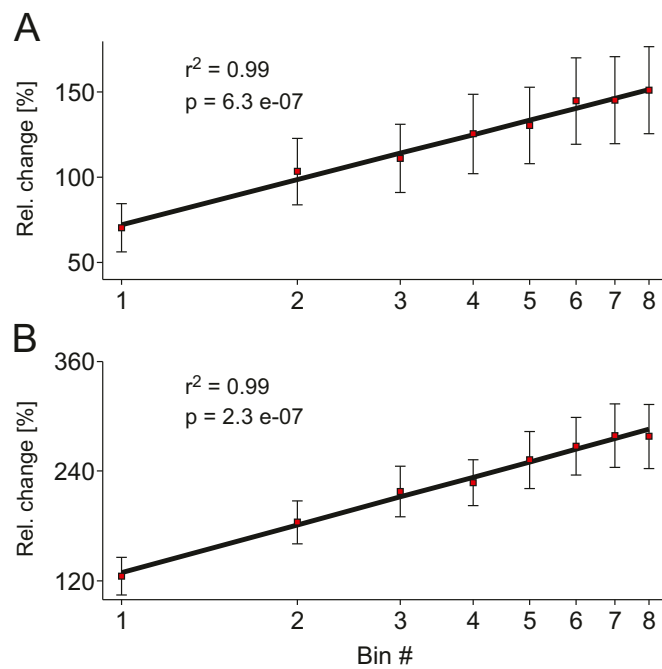 A
Rel. change [%]
150
100
50
r² = 0.99
p = 6.3 e-07
1 2 3 4 5 6 7 8
B
Rel. change [%]
360
240
120
r² = 0.99
p = 2.3 e-07
1 2 3 4 5 6 7 8
Bin #